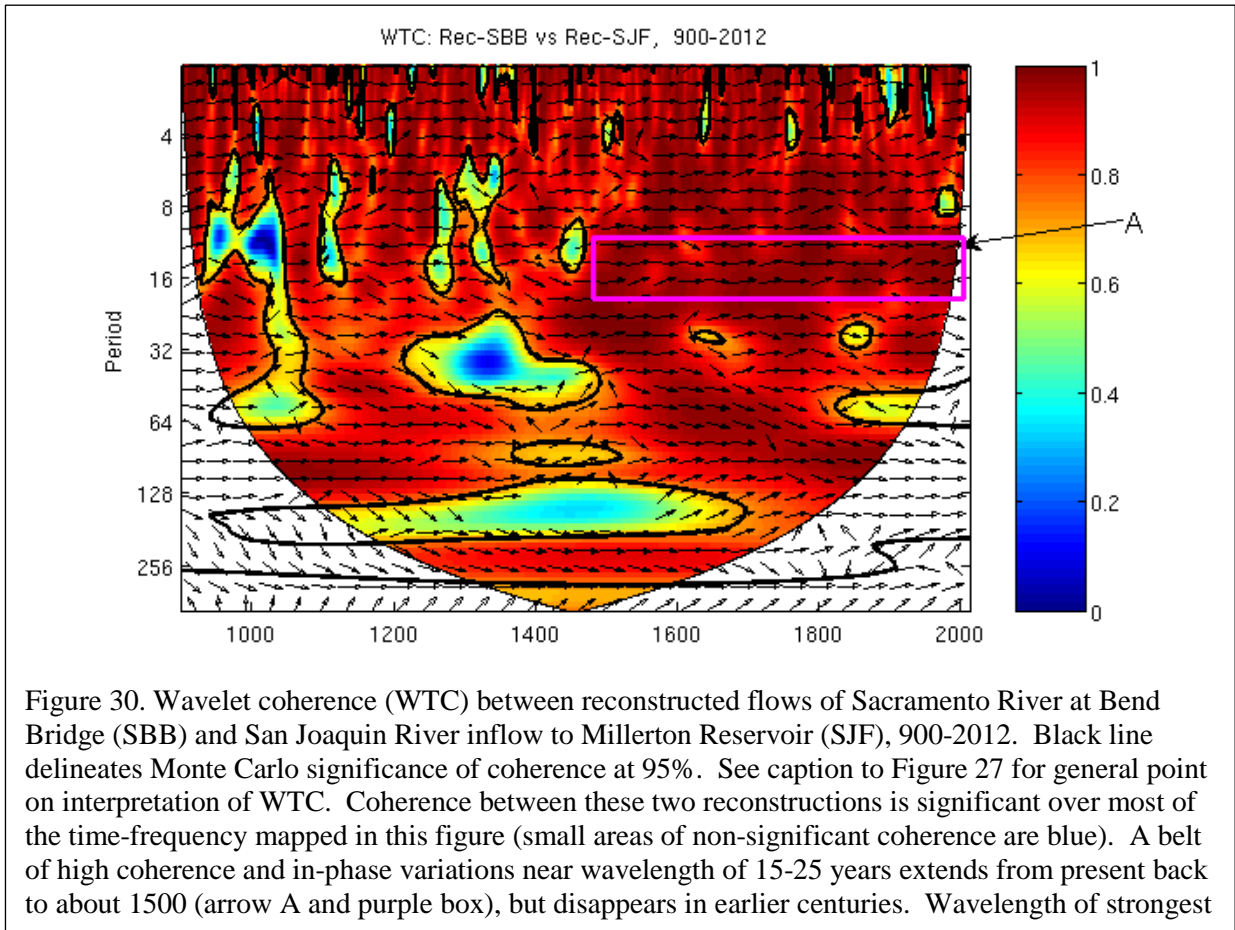 WTC: Rec-SBB vs Rec-SJF, 900-2012
1
4
0.8
8
A
16
0.6
Period
32
0.4
64
128
0.2
256
0
1000 1200 1400 1600 1800 2000
Figure 30. Wavelet coherence (WTC) between reconstructed flows of Sacramento River at Bend
Bridge (SBB) and San Joaquin River inflow to Millerton Reservoir (SJF), 900-2012. Black line
delineates Monte Carlo significance of coherence at 95%. See caption to Figure 27 for general point
on interpretation of WTC. Coherence between these two reconstructions is significant over most of
the time-frequency mapped in this figure (small areas of non-significant coherence are blue). A belt
of high coherence and in-phase variations near wavelength of 15-25 years extends from present back
to about 1500 (arrow A and purple box), but disappears in earlier centuries. Wavelength of strongest